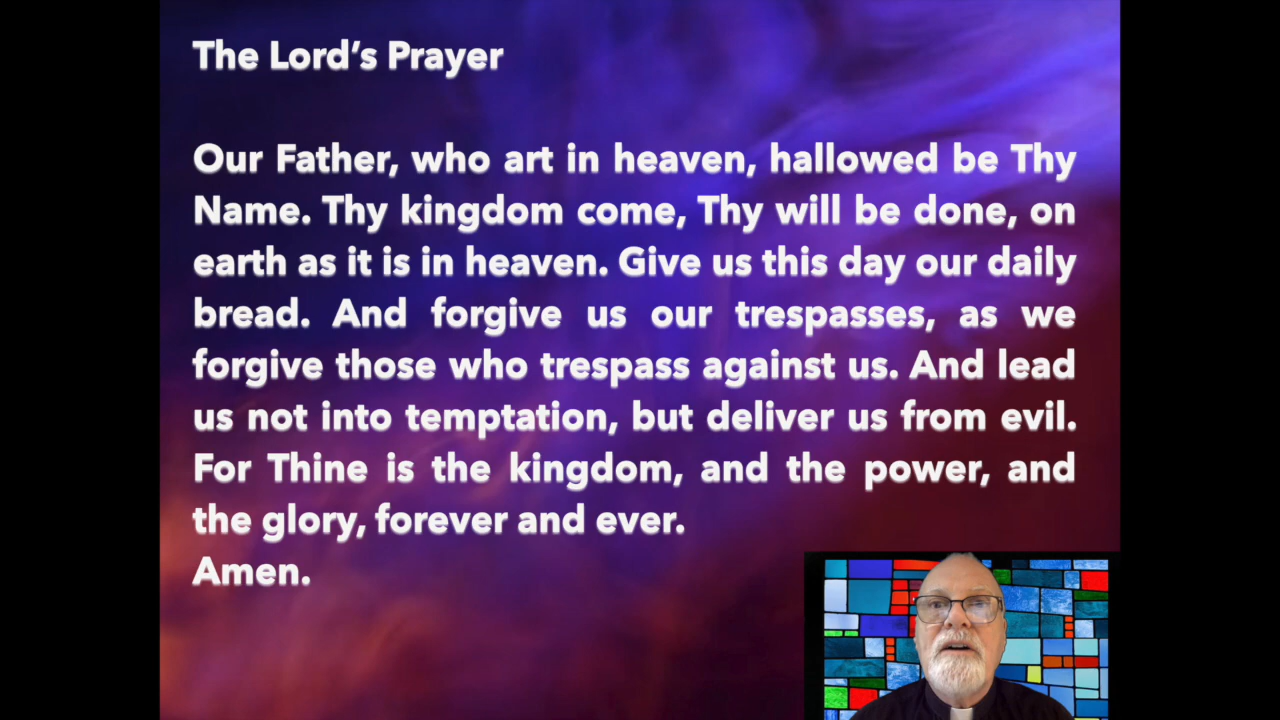 The Lord’s Prayer
Our Father, who art in heaven, hallowed be Thy
Name. Thy kingdom come, Thy will be done, on
earth as it is in heaven. Give us this day our daily
bread. And forgive us our trespasses, as we
forgive those who trespass against us. And lead
us not into temptation, but deliver us from evil.
For Thine is the kingdom, and the power, and
the glory, forever and ever.
Amen.